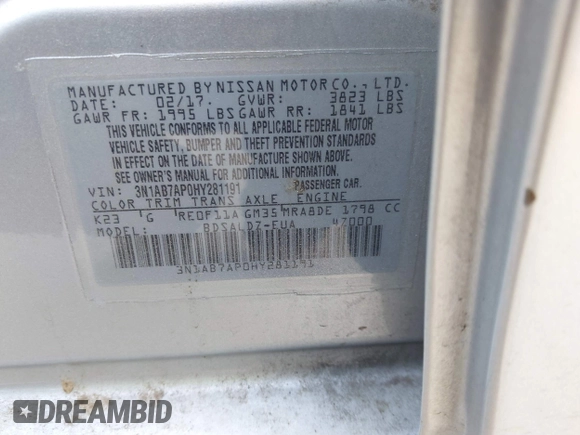 MANUFACTURED BY NISSAN MOTOR CO., LTD.
DATE: 02/17. GVWR: 3823 LBS
GAWR FR: 1995 LBS GAWR RR: 1841 LBS
THIS VEHICLE CONFORMS TO ALL APPLICABLE FEDERAL MOTOR
VEHICLE SAFETY, BUMPER AND THEFT PREVENTION STANDARDS
IN EFFECT ON THE DATE OF MANUFACTURE SHOWN ABOVE.
SEE OWNER'S MANUAL FOR ADDITIONAL INFORMATION.
VIN: 3N1AB7AP0HY281191 PASSENGER CAR.
COLOR TRIM TRANS AXLE ENGINE
K23 G RE0F11A GM35 MRA8DE 1798 CC
MODEL: BDSALDZ-EUA 47000
3N1AB7AP0HY281191
DREAMBID